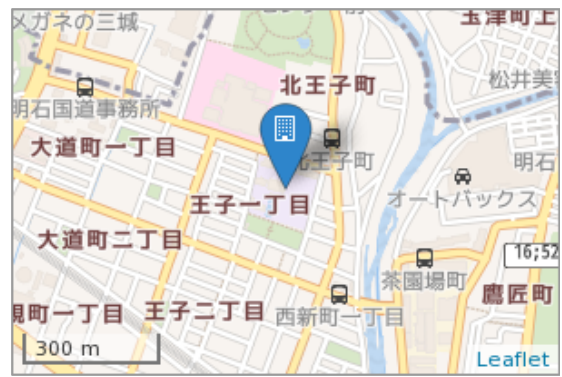 メガネの三城
玉津町上
北王子町
松井美
明石国道事務所
大道町一丁目
北王子町
明石
王子一丁目
オートバックス
大道町二丁目
16;52
茶園場町
鷹匠町
町一丁目
王子二丁目
西新町一丁目
300 m
Leaflet